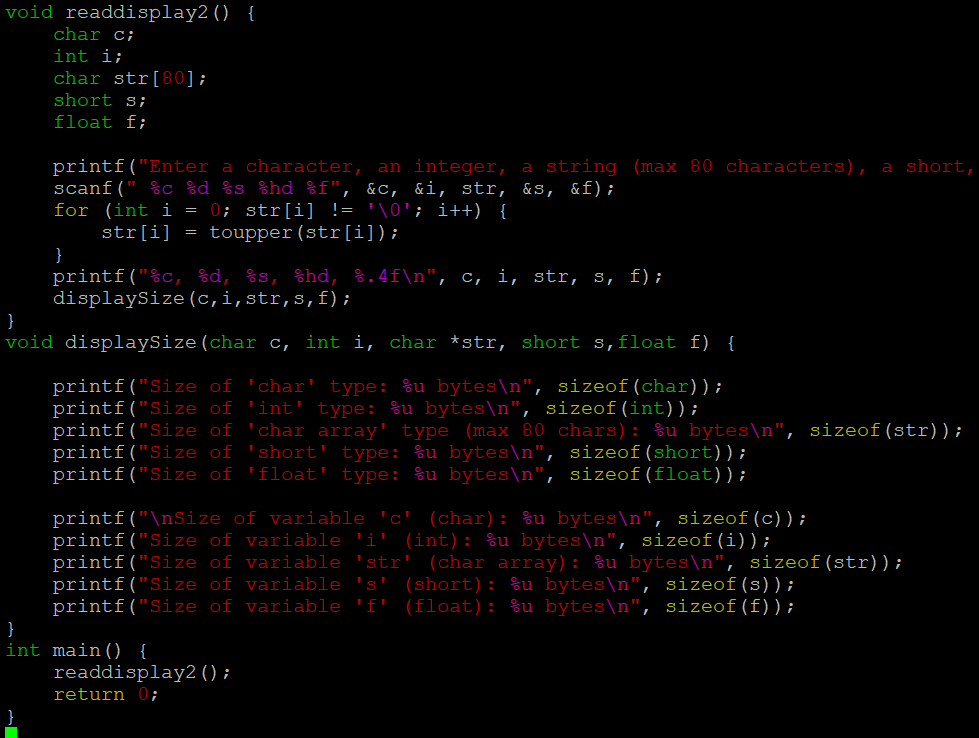 void readdisplay2() {
    char c;
    int i;
    char str[80];
    short s;
    float f;

    printf("Enter a character, an integer, a string (max 80 characters), a short,
    scanf(" %c %d %s %hd %f", &c, &i, str, &s, &f);
    for (int i = 0; str[i] != '\0'; i++) {
        str[i] = toupper(str[i]);
    }
    printf("%c, %d, %s, %hd, %.4f\n", c, i, str, s, f);
    displaySize(c,i,str,s,f);
}
void displaySize(char c, int i, char *str, short s,float f) {

    printf("Size of 'char' type: %u bytes\n", sizeof(char));
    printf("Size of 'int' type: %u bytes\n", sizeof(int));
    printf("Size of 'char array' type (max 80 chars): %u bytes\n", sizeof(str));
    printf("Size of 'short' type: %u bytes\n", sizeof(short));
    printf("Size of 'float' type: %u bytes\n", sizeof(float));

    printf("\nSize of variable 'c' (char): %u bytes\n", sizeof(c));
    printf("Size of variable 'i' (int): %u bytes\n", sizeof(i));
    printf("Size of variable 'str' (char array): %u bytes\n", sizeof(str));
    printf("Size of variable 's' (short): %u bytes\n", sizeof(s));
    printf("Size of variable 'f' (float): %u bytes\n", sizeof(f));
}
int main() {
    readdisplay2();
    return 0;
}